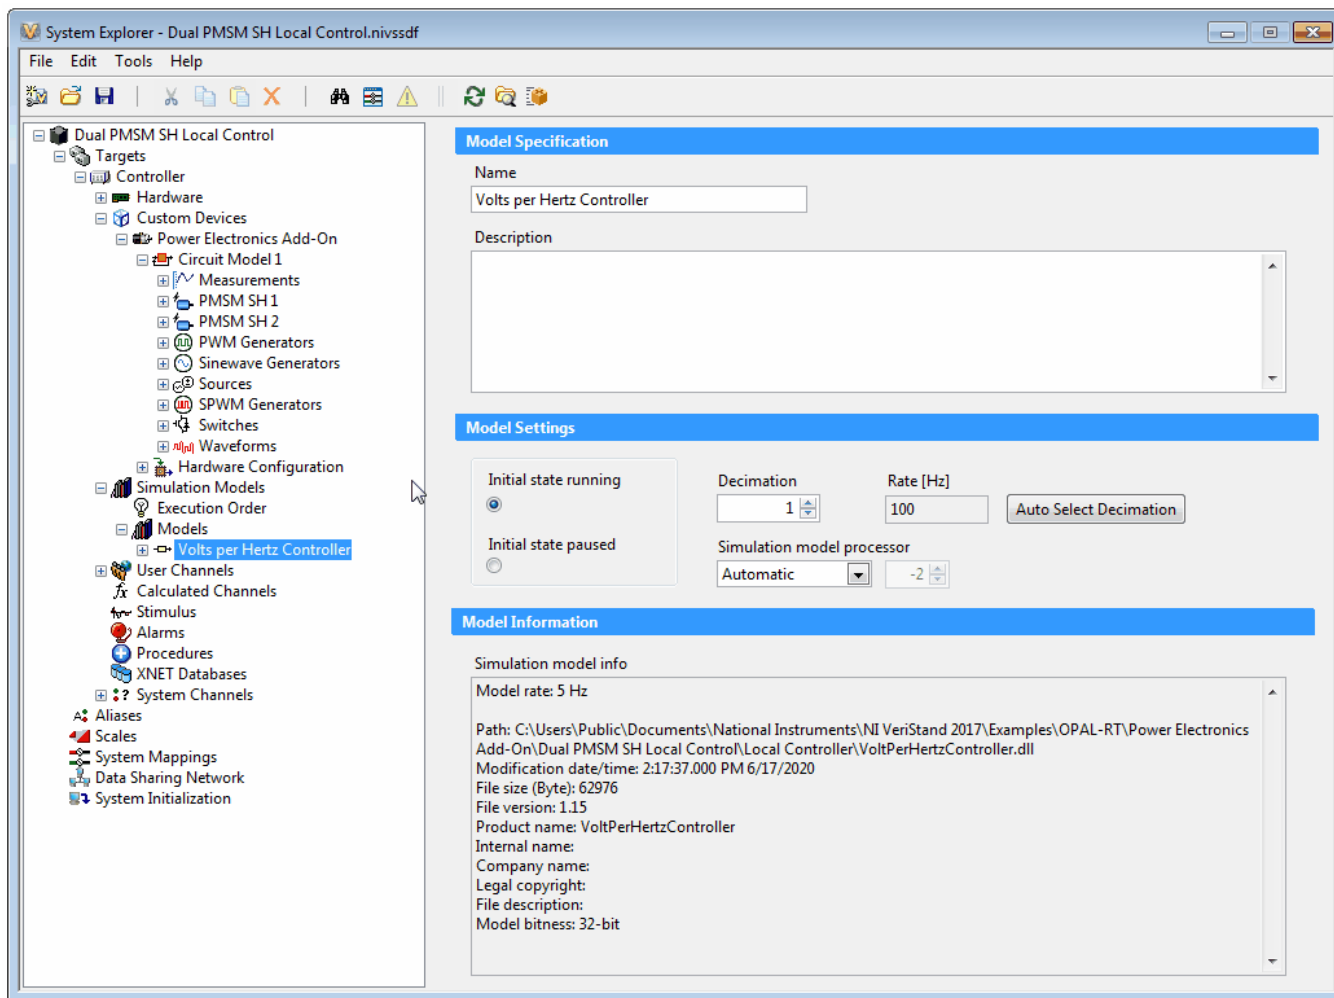 System Explorer - Dual PMSM SH Local Control.nivssdf
File Edit Tools Help
Dual PMSM SH Local Control
Targets
Controller
Hardware
Custom Devices
Power Electronics Add-On
Circuit Model 1
Measurements
PMSM SH 1
PMSM SH 2
PWM Generators
Sinewave Generators
Sources
SPWM Generators
Switches
Waveforms
Hardware Configuration
Simulation Models
Execution Order
Models
Volts per Hertz Controller
User Channels
Calculated Channels
Stimulus
Alarms
Procedures
XNET Databases
System Channels
Aliases
Scales
System Mappings
Data Sharing Network
System Initialization
Model Specification
Name
Volts per Hertz Controller
Description
Model Settings
Initial state running
Initial state paused
Decimation
1
Rate [Hz]
100
Auto Select Decimation
Simulation model processor
Automatic
-2
Model Information
Simulation model info
Model rate: 5 Hz
Path: C:\Users\Public\Documents\National Instruments\NI VeriStand 2017\Examples\OPAL-RT\Power Electronics
Add-On\Dual PMSM SH Local Control\Local Controller\VoltPerHertzController.dll
Modification date/time: 2:17:37.000 PM 6/17/2020
File size (Byte): 62976
File version: 1.15
Product name: VoltPerHertzController
Internal name:
Company name:
Legal copyright:
File description:
Model bitness: 32-bit